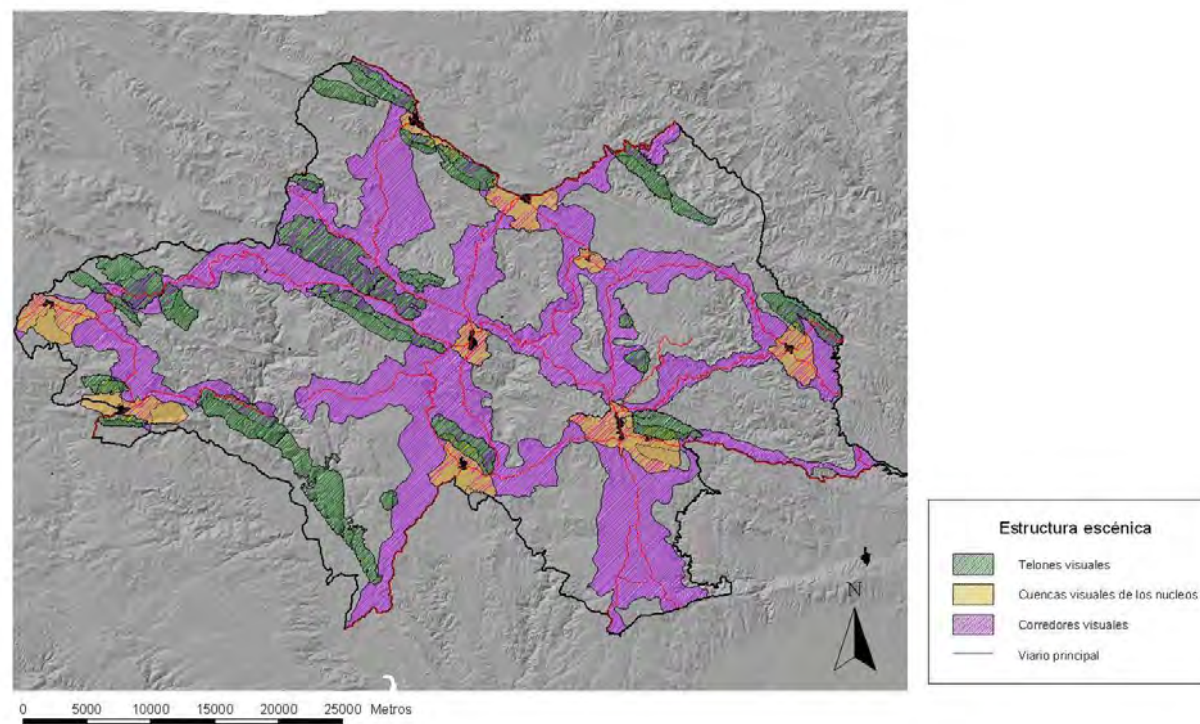 N
Estructura escénica
Telones visuales
Cuencas visuales de los nucleos
Corredores visuales
Viario principal
0 5000 10000 15000 20000 25000 Metros